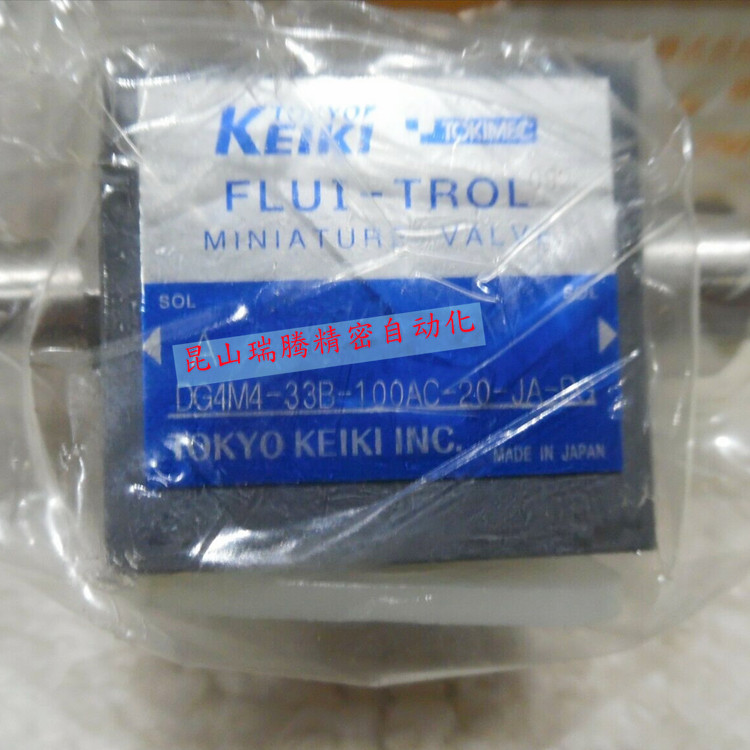 TOKYO
KEIKI TOKIMEC
FLUI-TROL
MINIATURE VALVE
SOL SOL
A
昆山瑞腾精密自动化
TOKYO KEIKI INC. MADE IN JAPAN